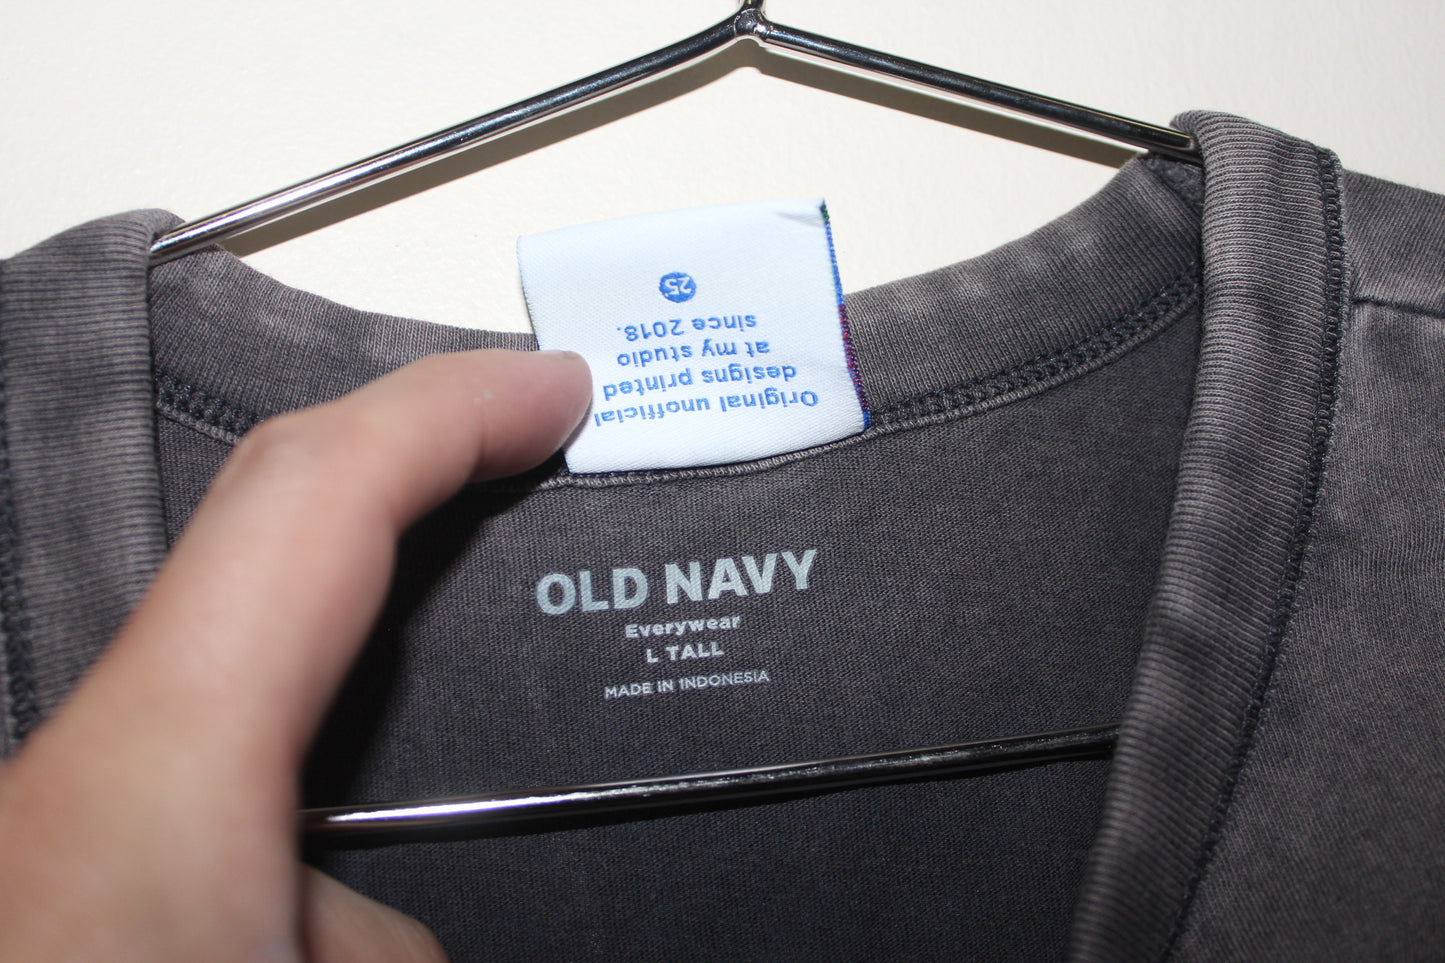 Original unofficial
designs printed
at my studio
since 2018.
25
OLD NAVY
Everywear
L TALL
MADE IN INDONESIA